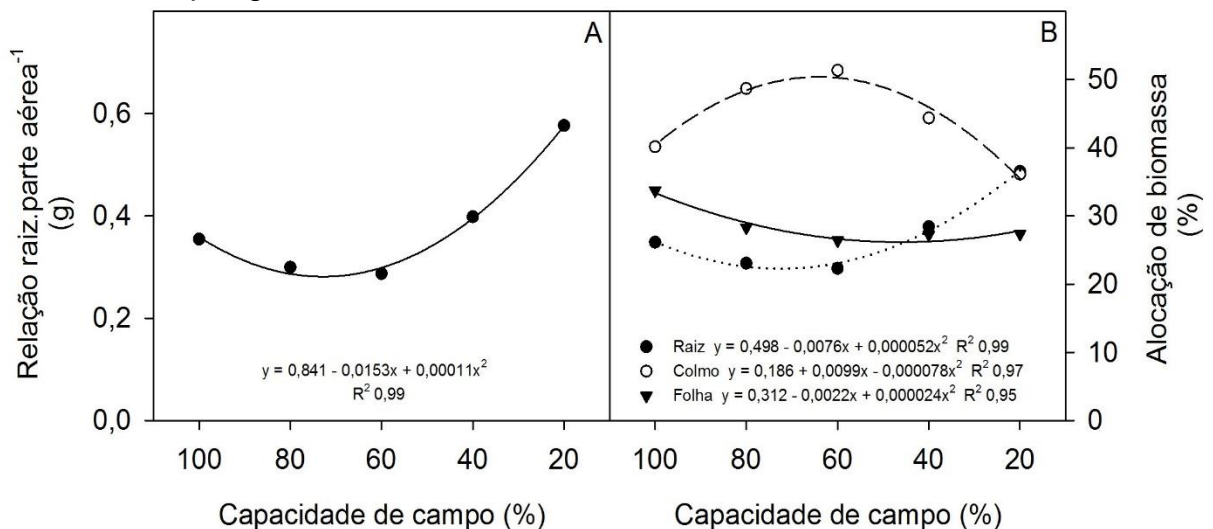 A
Relação raiz.parte aérea⁻¹
(g)
0,6
0,4
0,2
0,0
y = 0,841 - 0,0153x + 0,00011x²
R² 0,99
100 80 60 40 20
Capacidade de campo (%)
B
50
40
30
20
10
0
Alocação de biomassa
(%)
Raiz y = 0,498 - 0,0076x + 0,000052x² R² 0,99
Colmo y = 0,186 + 0,0099x - 0,000078x² R² 0,97
Folha y = 0,312 - 0,0022x + 0,000024x² R² 0,95
100 80 60 40 20
Capacidade de campo (%)